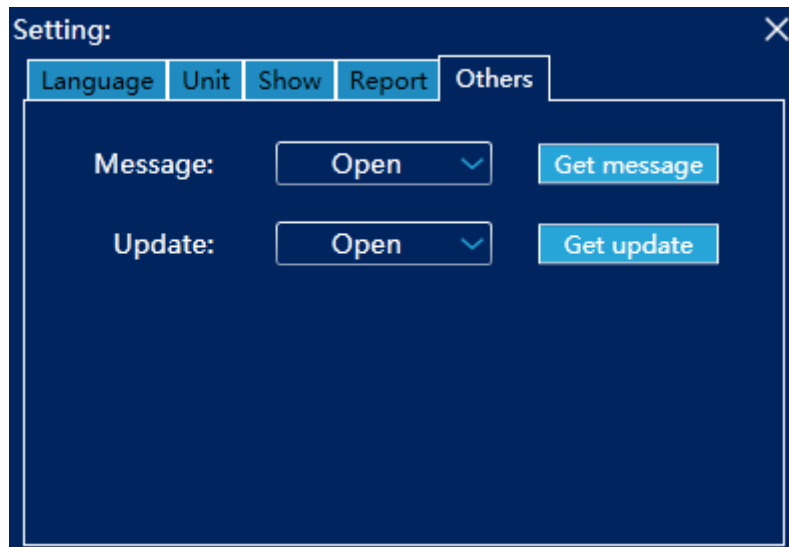 Setting:
Language Unit Show Report Others
Message: Open Get message
Update: Open Get update